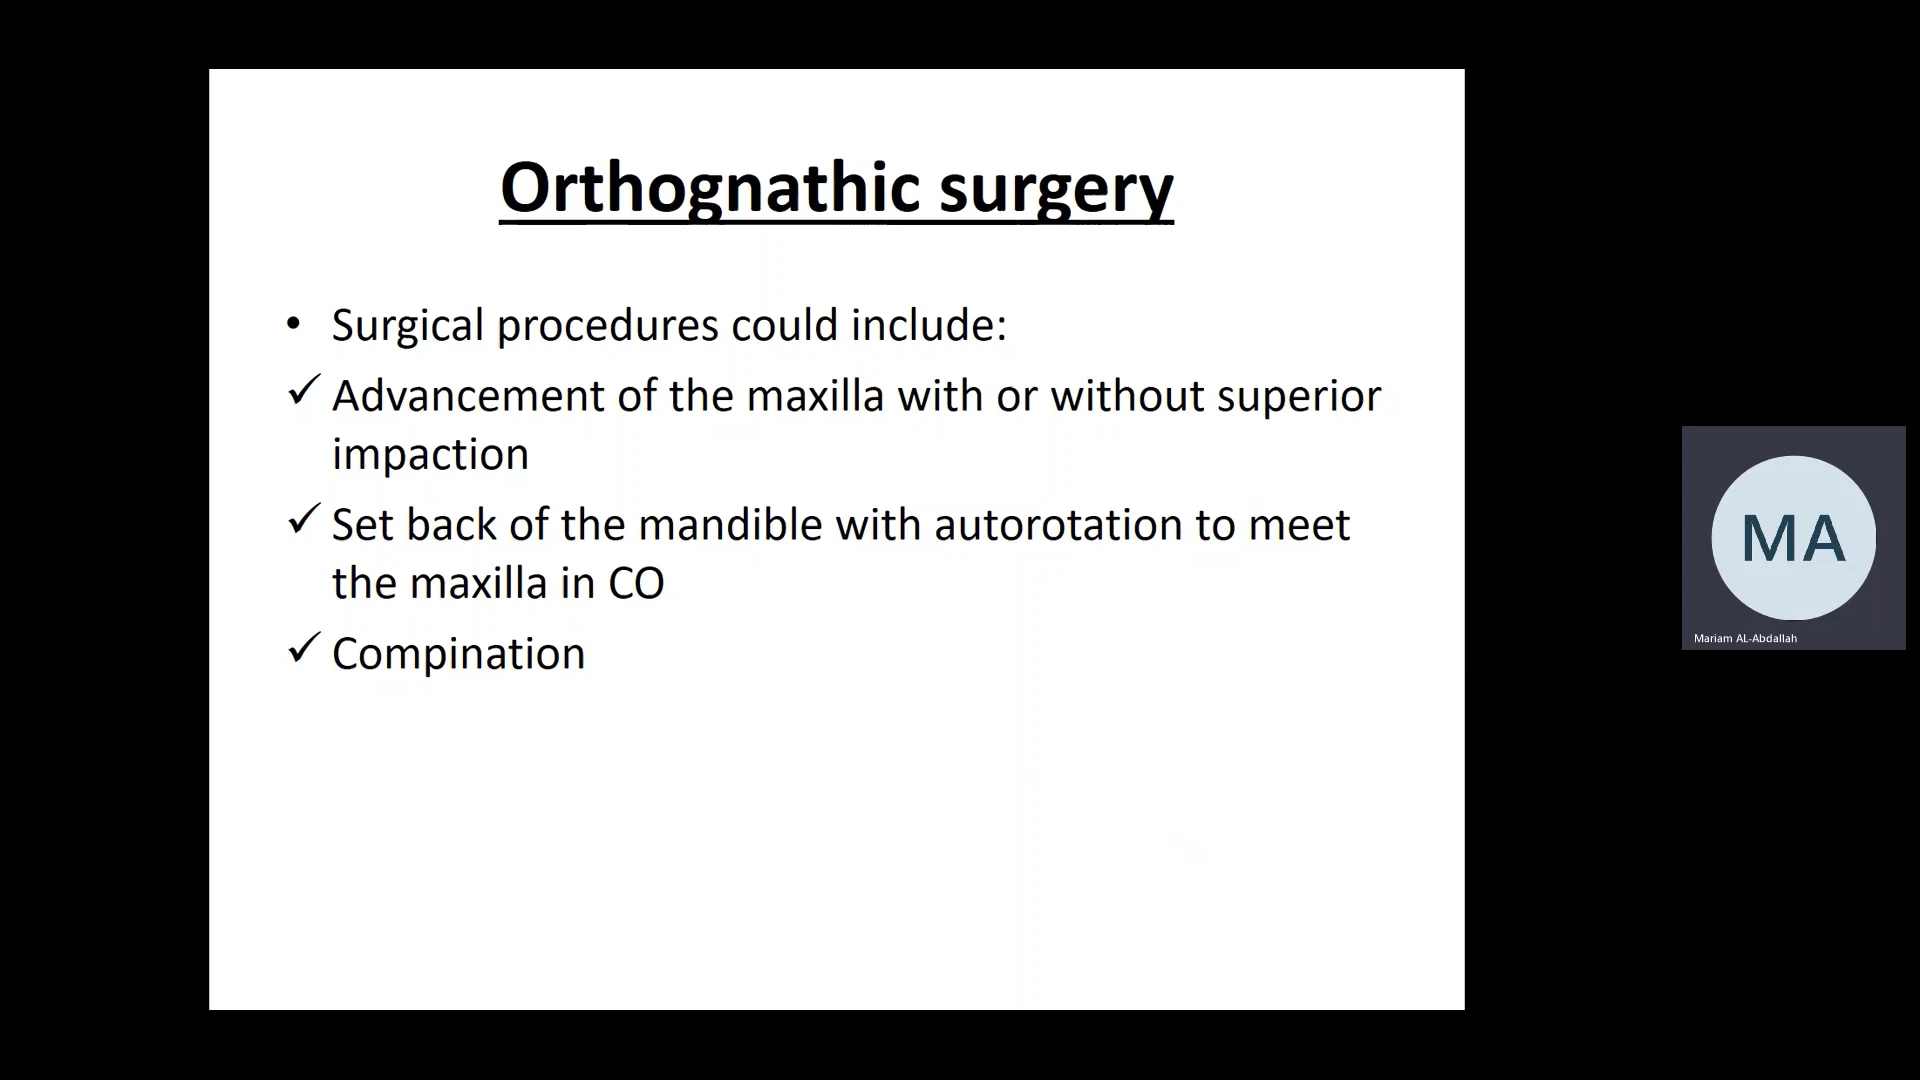 Orthognathic surgery
• Surgical procedures could include:
✓ Advancement of the maxilla with or without superior
impaction
✓ Set back of the mandible with autorotation to meet
the maxilla in CO
✓ Compination
MA
Mariam AL-Abdallah